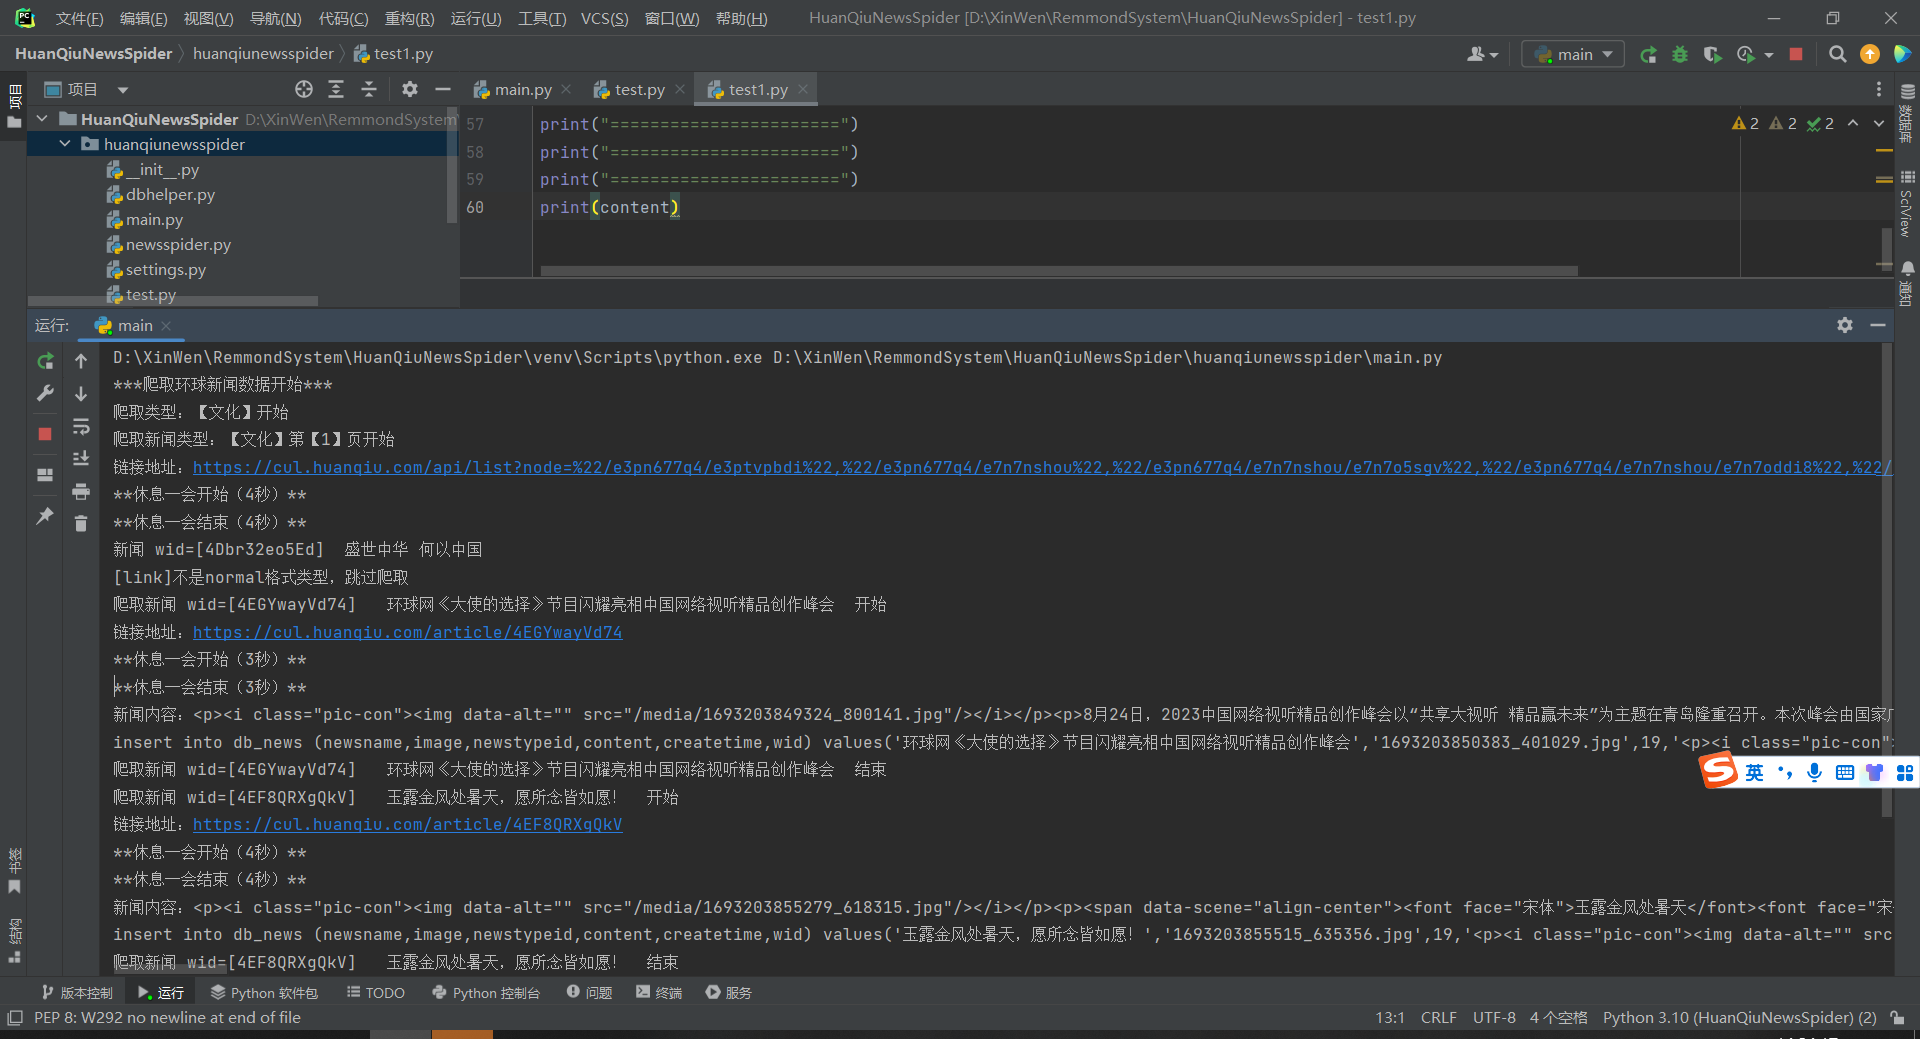 文件(F) 编辑(E) 视图(V) 导航(N) 代码(C) 重构(R) 运行(U) 工具(T) VCS(S) 窗口(W) 帮助(H) HuanQiuNewsSpider [D:\XinWen\RemmondSystem\HuanQiuNewsSpider] - test1.py
HuanQiuNewsSpider huanqiunewsspider test1.py main
项目 main.py test.py test1.py
项目
HuanQiuNewsSpider D:\XinWen\RemmondSystem
huanqiunewsspider
__init__.py
dbhelper.py
main.py
newsspider.py
settings.py
test.py
57 print("=======================")
58 print("=======================")
59 print("=======================")
60 print(content)
2 2 2
数据库
SciView
通知
运行: main
D:\XinWen\RemmondSystem\HuanQiuNewsSpider\venv\Scripts\python.exe D:\XinWen\RemmondSystem\HuanQiuNewsSpider\huanqiunewsspider\main.py
***爬取环球新闻数据开始***
爬取类型：【文化】开始
爬取新闻类型：【文化】第【1】页开始
链接地址：https://cul.huanqiu.com/api/list?node=%22/e3pn677q4/e3ptvpbdi%22,%22/e3pn677q4/e7n7nshou%22,%22/e3pn677q4/e7n7nshou/e7n7o5sgv%22,%22/e3pn677q4/e7n7nshou/e7n7oddi8%22,%22/
**休息一会开始（4秒）**
**休息一会结束（4秒）**
新闻 wid=[4Dbr32eo5Ed] 盛世中华 何以中国
[link]不是normal格式类型，跳过爬取
爬取新闻 wid=[4EGYwayVd74] 环球网《大使的选择》节目闪耀亮相中国网络视听精品创作峰会 开始
链接地址：https://cul.huanqiu.com/article/4EGYwayVd74
**休息一会开始（3秒）**
**休息一会结束（3秒）**
新闻内容：<p><i class="pic-con"><img data-alt="" src="/media/1693203849324_800141.jpg"/></i></p><p>8月24日，2023中国网络视听精品创作峰会以“共享大视听 精品赢未来”为主题在青岛隆重召开。本次峰会由国家广
insert into db_news (newsname,image,newstypeid,content,createtime,wid) values('环球网《大使的选择》节目闪耀亮相中国网络视听精品创作峰会','1693203850383_401029.jpg',19,'<p><i class="pic-con">
爬取新闻 wid=[4EGYwayVd74] 环球网《大使的选择》节目闪耀亮相中国网络视听精品创作峰会 结束
爬取新闻 wid=[4EF8QRXgQkV] 玉露金风处暑天，愿所念皆如愿！ 开始
链接地址：https://cul.huanqiu.com/article/4EF8QRXgQkV
**休息一会开始（4秒）**
**休息一会结束（4秒）**
新闻内容：<p><i class="pic-con"><img data-alt="" src="/media/1693203855279_618315.jpg"/></i></p><p><span data-scene="align-center"><font face="宋体">玉露金风处暑天</font><font face="宋
insert into db_news (newsname,image,newstypeid,content,createtime,wid) values('玉露金风处暑天，愿所念皆如愿！','1693203855515_635356.jpg',19,'<p><i class="pic-con"><img data-alt="" src
爬取新闻 wid=[4EF8QRXgQkV] 玉露金风处暑天，愿所念皆如愿！ 结束
英
书签
结构
版本控制 运行 Python 软件包 TODO Python 控制台 问题 终端 服务
PEP 8: W292 no newline at end of file 13:1 CRLF UTF-8 4 个空格 Python 3.10 (HuanQiuNewsSpider) (2)